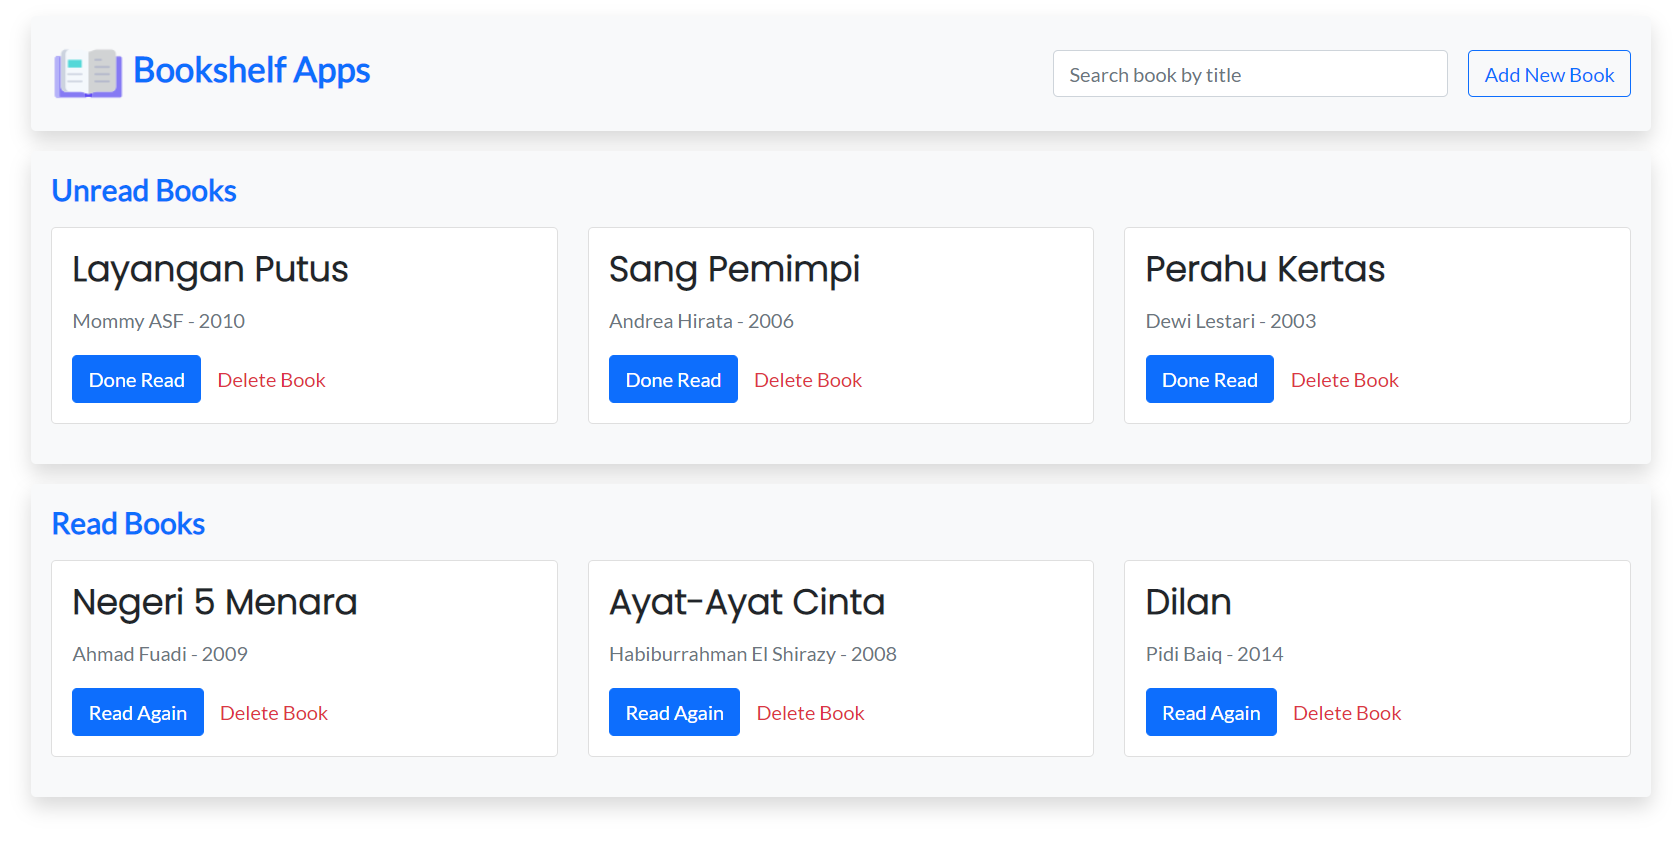 Bookshelf Apps
Search book by title
Add New Book
Unread Books
Layangan Putus
Mommy ASF - 2010
Done Read
Delete Book
Sang Pemimpi
Andrea Hirata - 2006
Done Read
Delete Book
Perahu Kertas
Dewi Lestari - 2003
Done Read
Delete Book
Read Books
Negeri 5 Menara
Ahmad Fuadi - 2009
Read Again
Delete Book
Ayat-Ayat Cinta
Habiburrahman El Shirazy - 2008
Read Again
Delete Book
Dilan
Pidi Baiq - 2014
Read Again
Delete Book